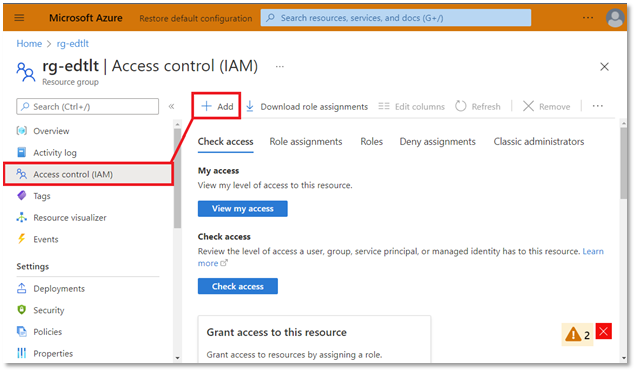 Microsoft Azure
Restore default configuration
Search resources, services, and docs (G+/)
Home > rg-edtlt
rg-edtlt | Access control (IAM)
Resource group
Search (Ctrl+/)
Overview
Activity log
Access control (IAM)
Tags
Resource visualizer
Events
Settings
Deployments
Security
Policies
Properties
Add
Download role assignments
Edit columns
Refresh
Remove
Check access
Role assignments
Roles
Deny assignments
Classic administrators
My access
View my level of access to this resource.
View my access
Check access
Review the level of access a user, group, service principal, or managed identity has to this resource. Learn
more
Check access
Grant access to this resource
Grant access to resources by assigning a role.
2